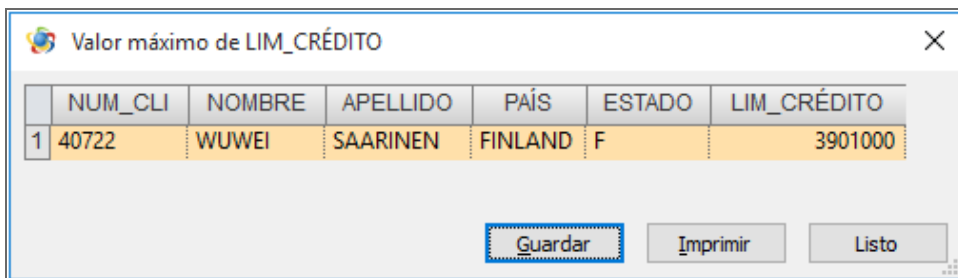 Valor máximo de LIM_CRÉDITO
NUM_CLI NOMBRE APELLIDO PAÍS ESTADO LIM_CRÉDITO
1 40722 WUWEI SAARINEN FINLAND F 3901000
Guardar Imprimir Listo